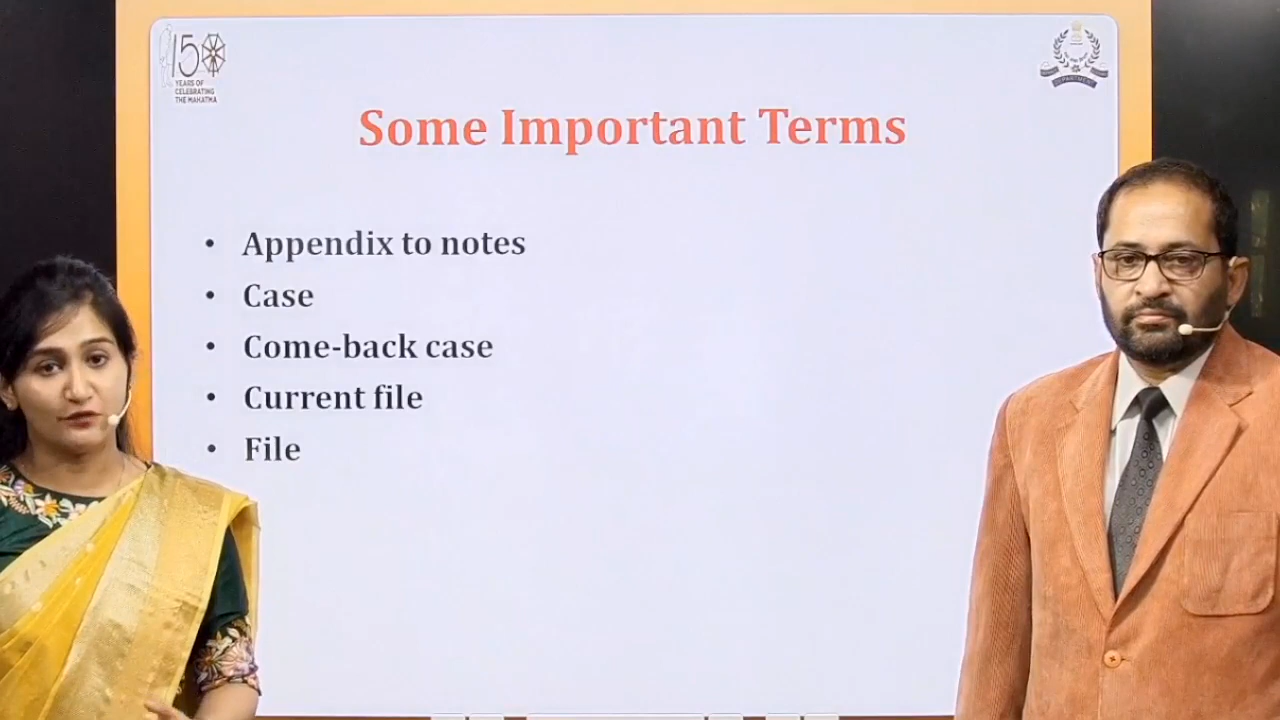 150
YEARS OF
CELEBRATING
THE MAHATMA
Some Important Terms
• Appendix to notes
• Case
• Come-back case
• Current file
• File
DEPARTMENT